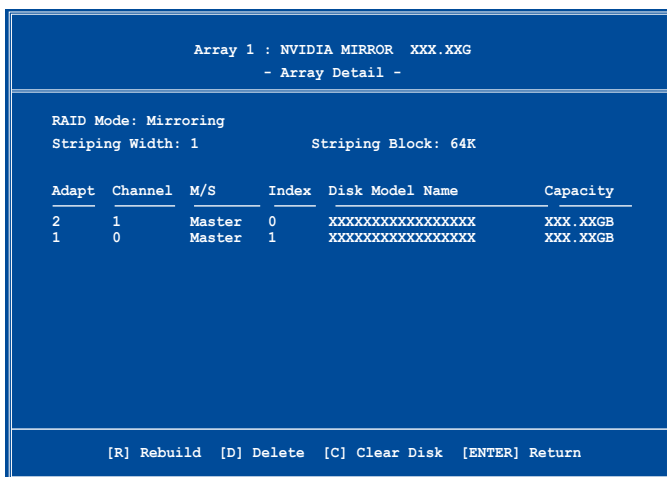 Array 1 : NVIDIA MIRROR XXX.XXG
- Array Detail -
RAID Mode: Mirroring
Striping Width: 1 Striping Block: 64K
Adapt Channel M/S Index Disk Model Name Capacity
2 1 Master 0 XXXXXXXXXXXXXXXXX XXX.XXGB
1 0 Master 1 XXXXXXXXXXXXXXXXX XXX.XXGB
[R] Rebuild [D] Delete [C] Clear Disk [ENTER] Return